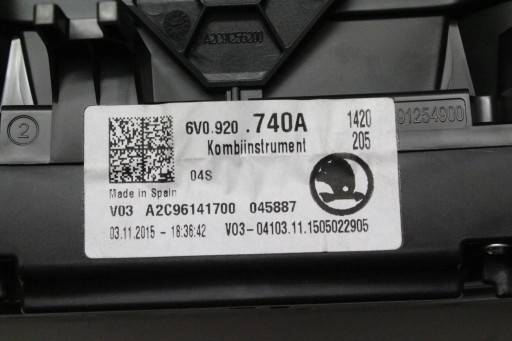 A2C91255200
2
91254900
6V0.920 .740A 1420
Kombiinstrument 205
04S
Made in Spain
V03 A2C96141700 045887
03.11.2015 - 18:36:42 V03-04103.11.1505022905